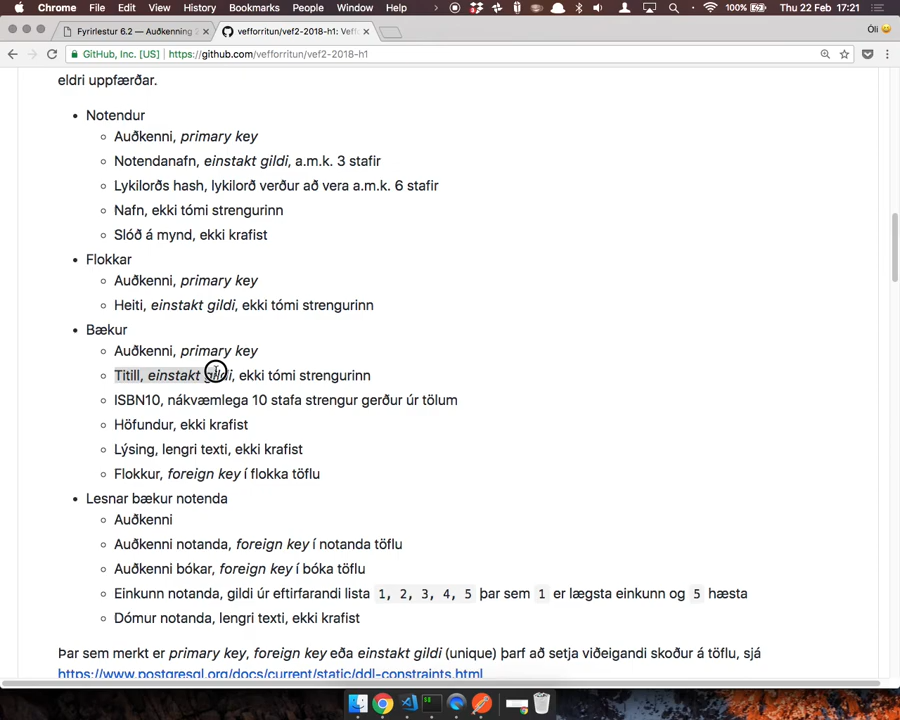 Chrome File Edit View History Bookmarks People Window Help 100% Thu 22 Feb 17:21
Fyrirlestur 6.2 — Auðkenning 2 vefforritun/vef2-2018-h1: Vef Óli
GitHub, Inc. [US] https://github.com/vefforritun/vef2-2018-h1
eldri uppfærðar.
Notendur
Auðkenni, primary key
Notendanafn, einstakt gildi, a.m.k. 3 stafir
Lykilorðs hash, lykilorð verður að vera a.m.k. 6 stafir
Nafn, ekki tómi strengurinn
Slóð á mynd, ekki krafist
Flokkar
Auðkenni, primary key
Heiti, einstakt gildi, ekki tómi strengurinn
Bækur
Auðkenni, primary key
Titill, einstakt gildi, ekki tómi strengurinn
ISBN10, nákvæmlega 10 stafa strengur gerður úr tölum
Höfundur, ekki krafist
Lýsing, lengri texti, ekki krafist
Flokkur, foreign key í flokka töflu
Lesnar bækur notenda
Auðkenni
Auðkenni notanda, foreign key í notanda töflu
Auðkenni bókar, foreign key í bóka töflu
Einkunn notanda, gildi úr eftirfarandi lista 1, 2, 3, 4, 5 þar sem 1 er lægsta einkunn og 5 hæsta
Dómur notanda, lengri texti, ekki krafist
Þar sem merkt er primary key, foreign key eða einstakt gildi (unique) þarf að setja viðeigandi skoður á töflu, sjá
https://www.postgresql.org/docs/current/static/ddl-constraints.html